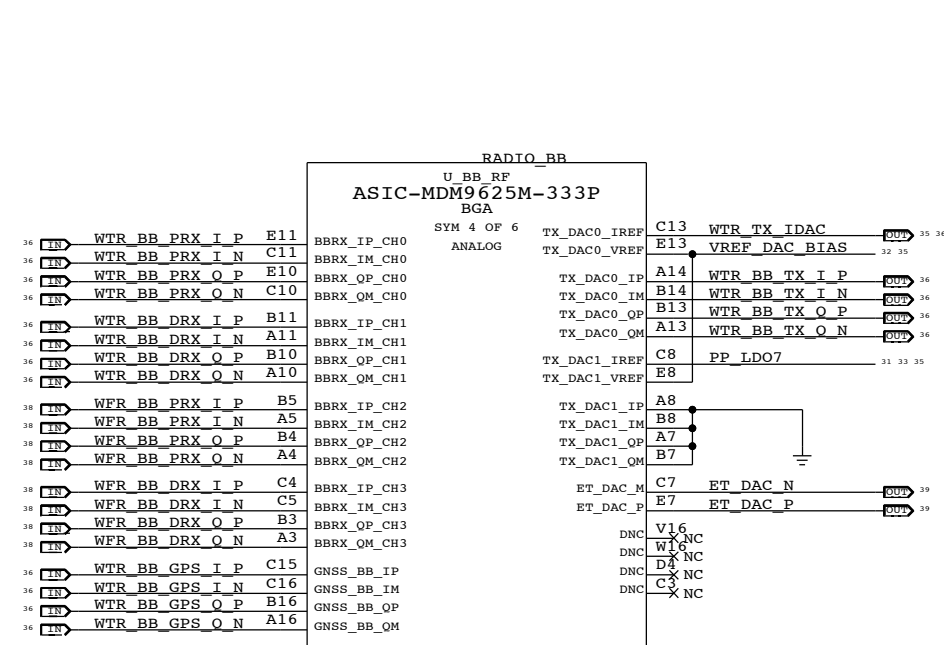 RADIO_BB
U_BB_RF
ASIC-MDM9625M-333P
BGA
SYM 4 OF 6
ANALOG
36 IN WTR_BB_PRX_I_P E11 BBRX_IP_CH0
36 IN WTR_BB_PRX_I_N C11 BBRX_IM_CH0
36 IN WTR_BB_PRX_Q_P E10 BBRX_QP_CH0
36 IN WTR_BB_PRX_Q_N C10 BBRX_QM_CH0
36 IN WTR_BB_DRX_I_P B11 BBRX_IP_CH1
36 IN WTR_BB_DRX_I_N A11 BBRX_IM_CH1
36 IN WTR_BB_DRX_Q_P B10 BBRX_QP_CH1
36 IN WTR_BB_DRX_Q_N A10 BBRX_QM_CH1
38 IN WFR_BB_PRX_I_P B5 BBRX_IP_CH2
38 IN WFR_BB_PRX_I_N A5 BBRX_IM_CH2
38 IN WFR_BB_PRX_Q_P B4 BBRX_QP_CH2
38 IN WFR_BB_PRX_Q_N A4 BBRX_QM_CH2
38 IN WFR_BB_DRX_I_P C4 BBRX_IP_CH3
38 IN WFR_BB_DRX_I_N C5 BBRX_IM_CH3
38 IN WFR_BB_DRX_Q_P B3 BBRX_QP_CH3
38 IN WFR_BB_DRX_Q_N A3 BBRX_QM_CH3
36 IN WTR_BB_GPS_I_P C15 GNSS_BB_IP
36 IN WTR_BB_GPS_I_N C16 GNSS_BB_IM
36 IN WTR_BB_GPS_Q_P B16 GNSS_BB_QP
36 IN WTR_BB_GPS_Q_N A16 GNSS_BB_QM
TX_DAC0_IREF C13 WTR_TX_IDAC OUT 35 36
TX_DAC0_VREF E13 VREF_DAC_BIAS 32 35
TX_DAC0_IP A14 WTR_BB_TX_I_P OUT 36
TX_DAC0_IM B14 WTR_BB_TX_I_N OUT 36
TX_DAC0_QP B13 WTR_BB_TX_Q_P OUT 36
TX_DAC0_QM A13 WTR_BB_TX_Q_N OUT 36
TX_DAC1_IREF C8 PP_LDO7 31 33 35
TX_DAC1_VREF E8
TX_DAC1_IP A8
TX_DAC1_IM B8
TX_DAC1_QP A7
TX_DAC1_QM B7
ET_DAC_M C7 ET_DAC_N OUT 39
ET_DAC_P E7 ET_DAC_P OUT 39
DNC V16 NC
DNC W16 NC
DNC D4 NC
DNC C3 NC